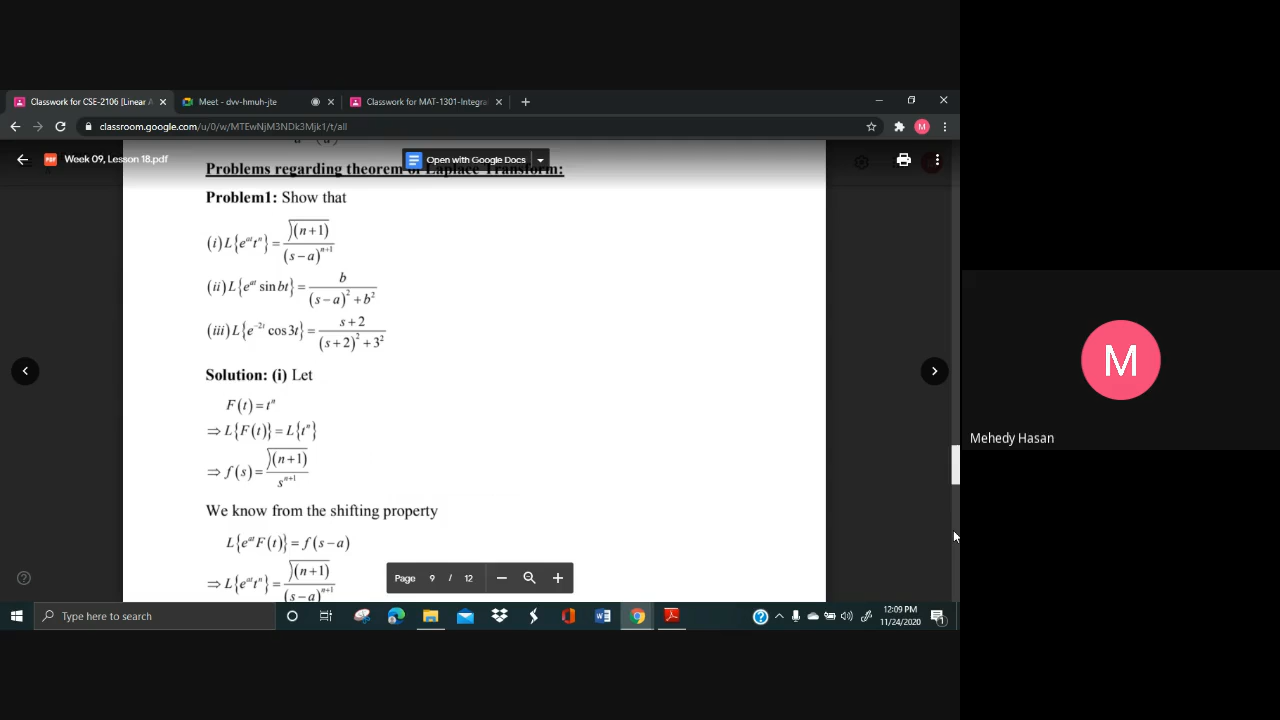 Classwork for CSE-2106 [Linear A
Meet - dvv-hmuh-jte
Classwork for MAT-1301-Integra
classroom.google.com/u/0/w/MTEwNjM3NDk3Mjk1/t/all
Week 09, Lesson 18.pdf
Open with Google Docs
Problems regarding theorem of Laplace Transform:
Problem1: Show that
(i) L{e^{at}t^n} = Γ(n+1) / (s−a)^{n+1}
(ii) L{e^{at} sin bt} = b / (s−a)^2 + b^2
(iii) L{e^{−2t} cos 3t} = s+2 / (s+2)^2 + 3^2
Solution: (i) Let
F(t) = t^n
⇒ L{F(t)} = L{t^n}
⇒ f(s) = Γ(n+1) / s^{n+1}
We know from the shifting property
L{e^{at}F(t)} = f(s−a)
⇒ L{e^{at}t^n} = Γ(n+1) / (s−a)^{n+1}
Page 9 / 12
M
Mehedy Hasan
Type here to search
12:09 PM
11/24/2020